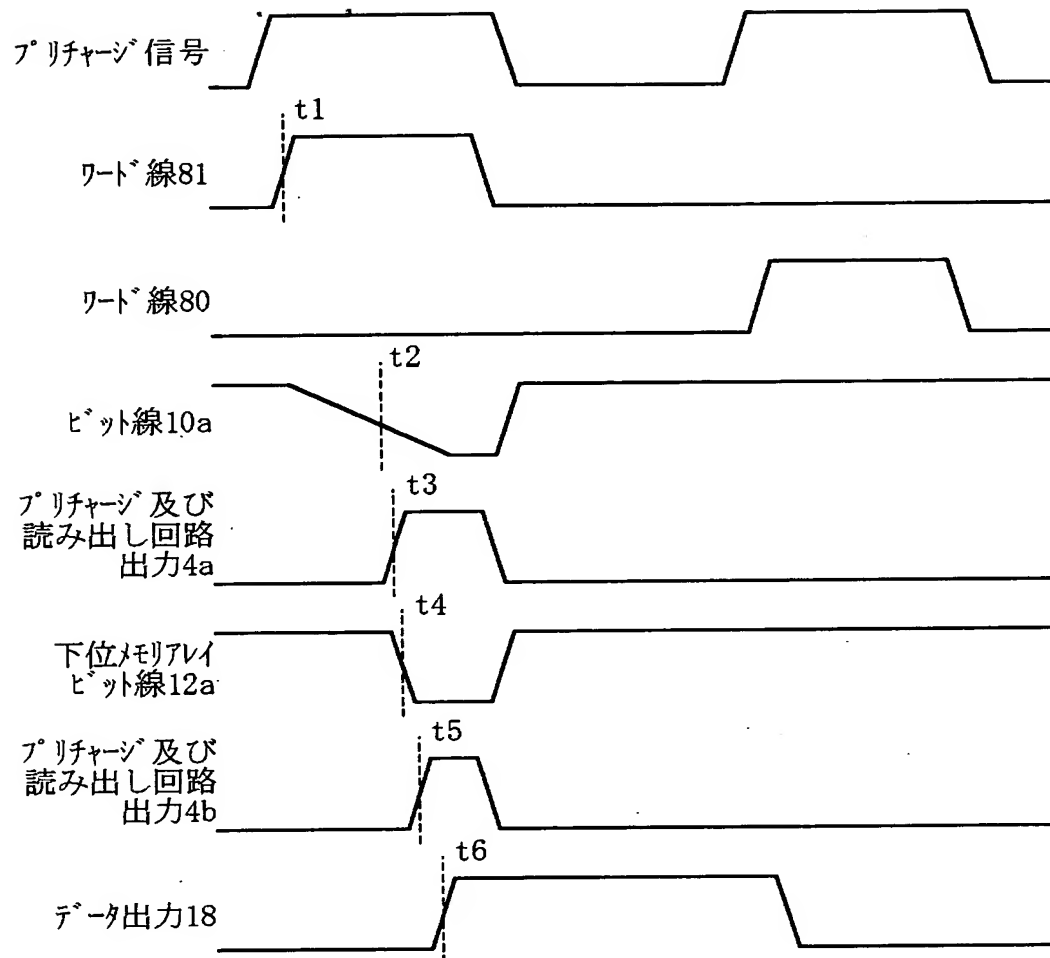 プリチャージ信号
t1
ワード線81
ワード線80
t2
ビット線10a
t3
プリチャージ及び
読み出し回路
出力4a
t4
下位メモリアレイ
ビット線12a
t5
プリチャージ及び
読み出し回路
出力4b
t6
データ出力18